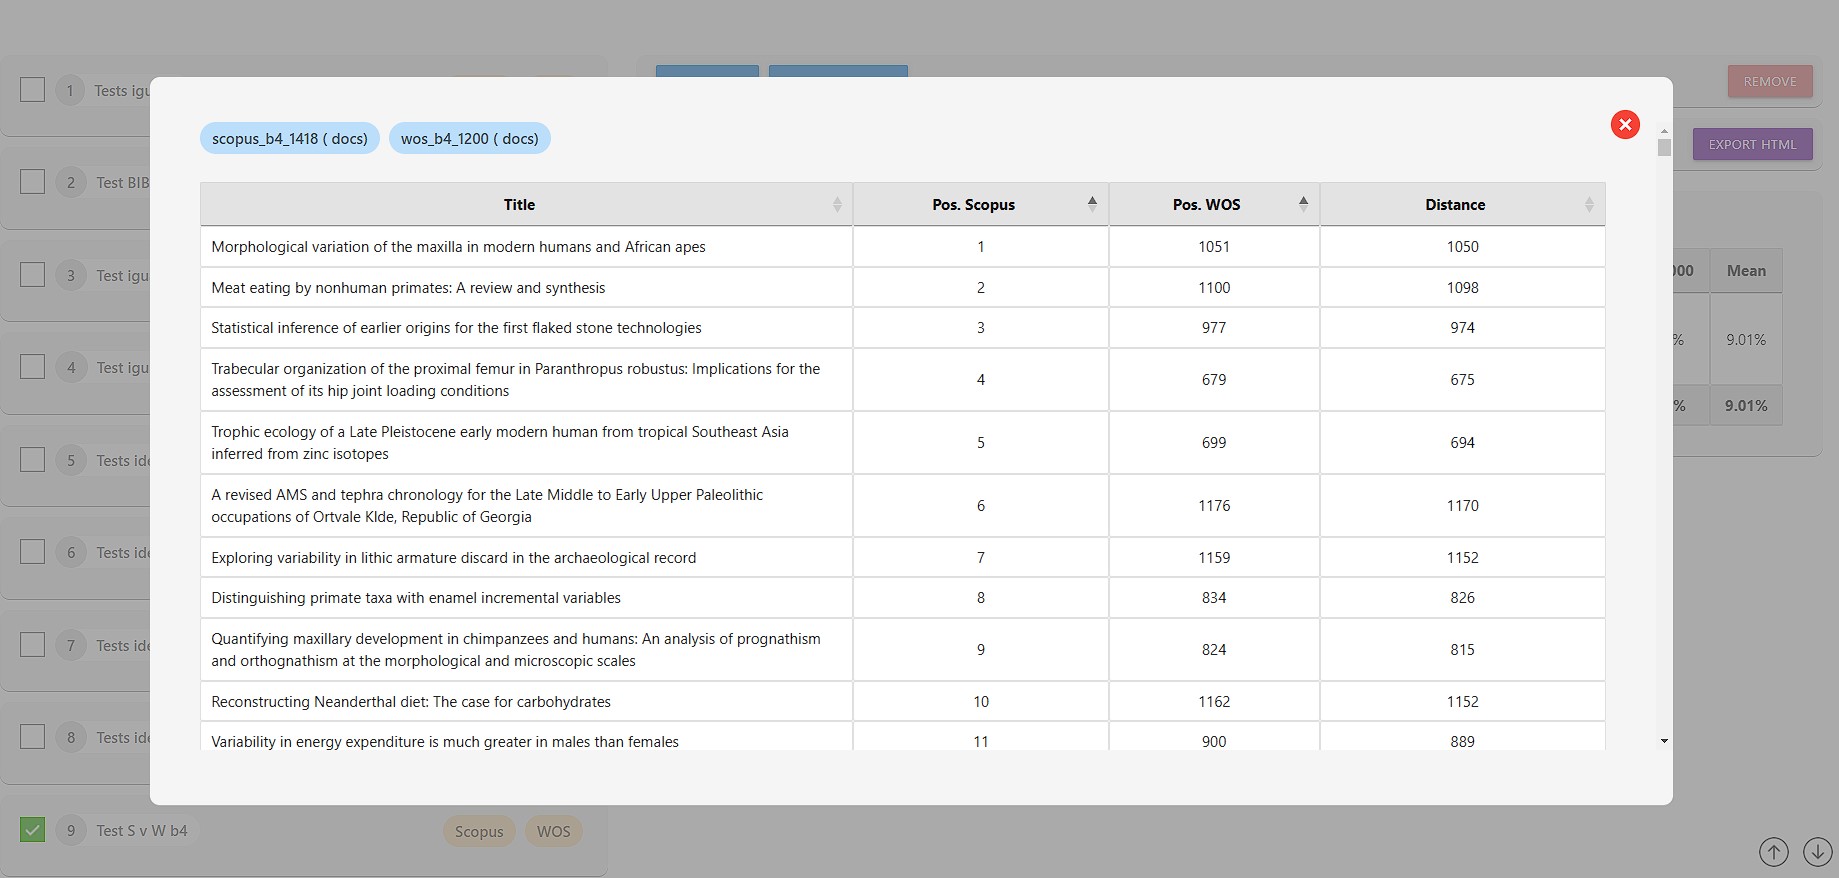 1 Tests igu
2 Test BIB
3 Test igu
4 Test igu
5 Tests ide
6 Tests ide
7 Tests ide
8 Tests ide
9 Test S v W b4 Scopus WOS
REMOVE
EXPORT HTML
scopus_b4_1418 ( docs) wos_b4_1200 ( docs)
Title Pos. Scopus Pos. WOS Distance
Morphological variation of the maxilla in modern humans and African apes 1 1051 1050
Meat eating by nonhuman primates: A review and synthesis 2 1100 1098
Statistical inference of earlier origins for the first flaked stone technologies 3 977 974
Trabecular organization of the proximal femur in Paranthropus robustus: Implications for the
assessment of its hip joint loading conditions 4 679 675
Trophic ecology of a Late Pleistocene early modern human from tropical Southeast Asia
inferred from zinc isotopes 5 699 694
A revised AMS and tephra chronology for the Late Middle to Early Upper Paleolithic
occupations of Ortvale Klde, Republic of Georgia 6 1176 1170
Exploring variability in lithic armature discard in the archaeological record 7 1159 1152
Distinguishing primate taxa with enamel incremental variables 8 834 826
Quantifying maxillary development in chimpanzees and humans: An analysis of prognathism
and orthognathism at the morphological and microscopic scales 9 824 815
Reconstructing Neanderthal diet: The case for carbohydrates 10 1162 1152
Variability in energy expenditure is much greater in males than females 11 900 889
00 Mean
% 9.01%
% 9.01%